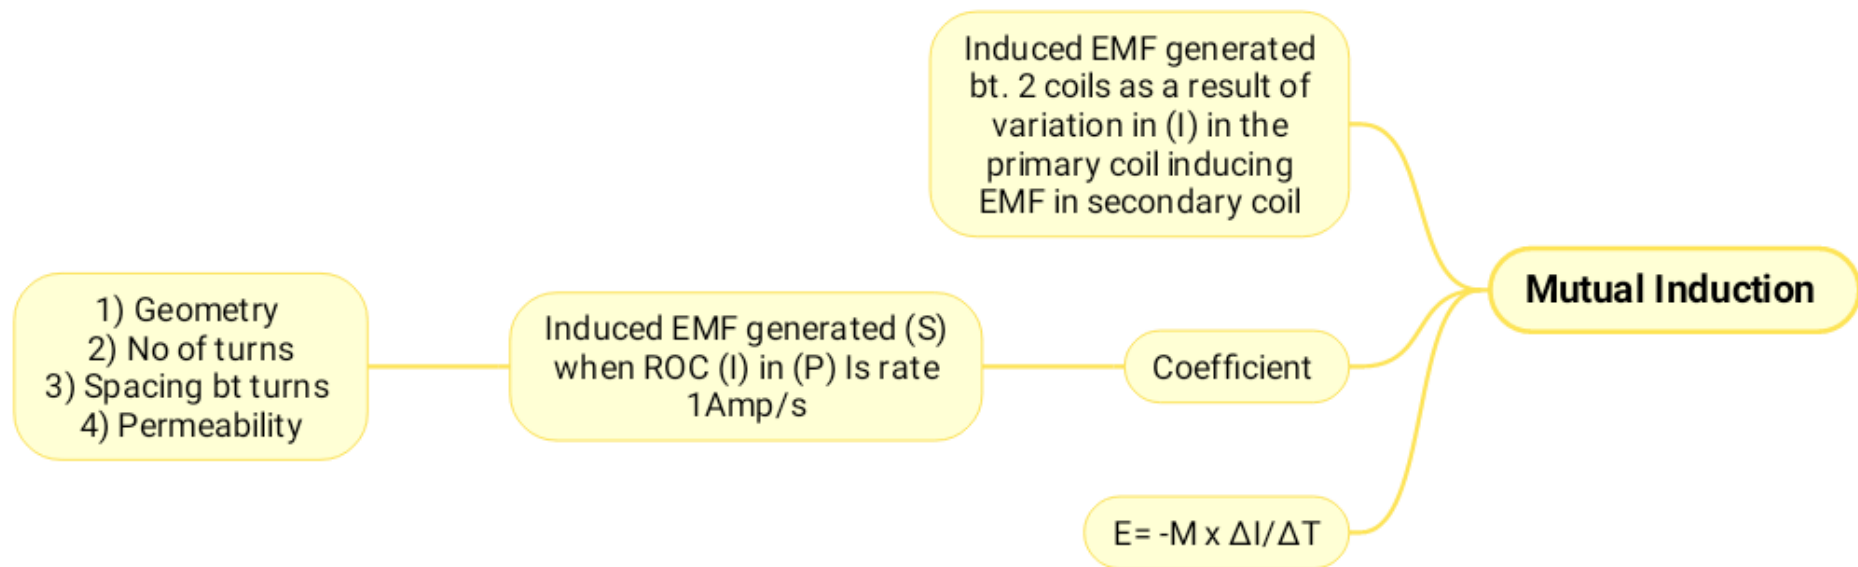 Induced EMF generated
bt. 2 coils as a result of
variation in (I) in the
primary coil inducing
EMF in secondary coil
Mutual Induction
1) Geometry
2) No of turns
3) Spacing bt turns
4) Permeability
Induced EMF generated (S)
when ROC (I) in (P) Is rate
1Amp/s
Coefficient
E= -M x ΔI/ΔT